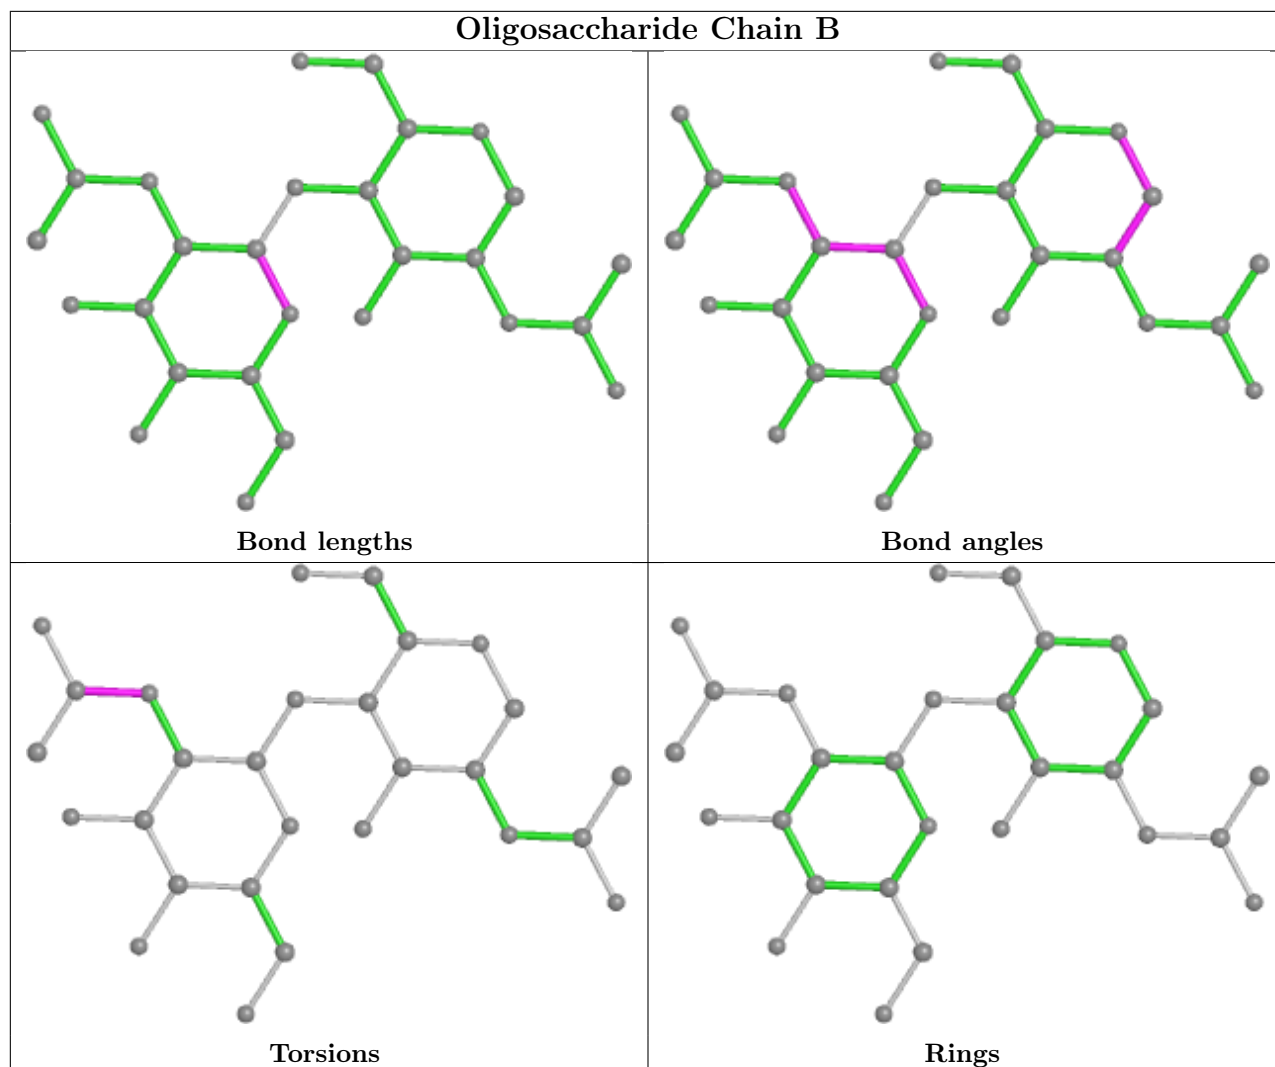 Oligosaccharide Chain B
Bond lengths
Bond angles
Torsions
Rings